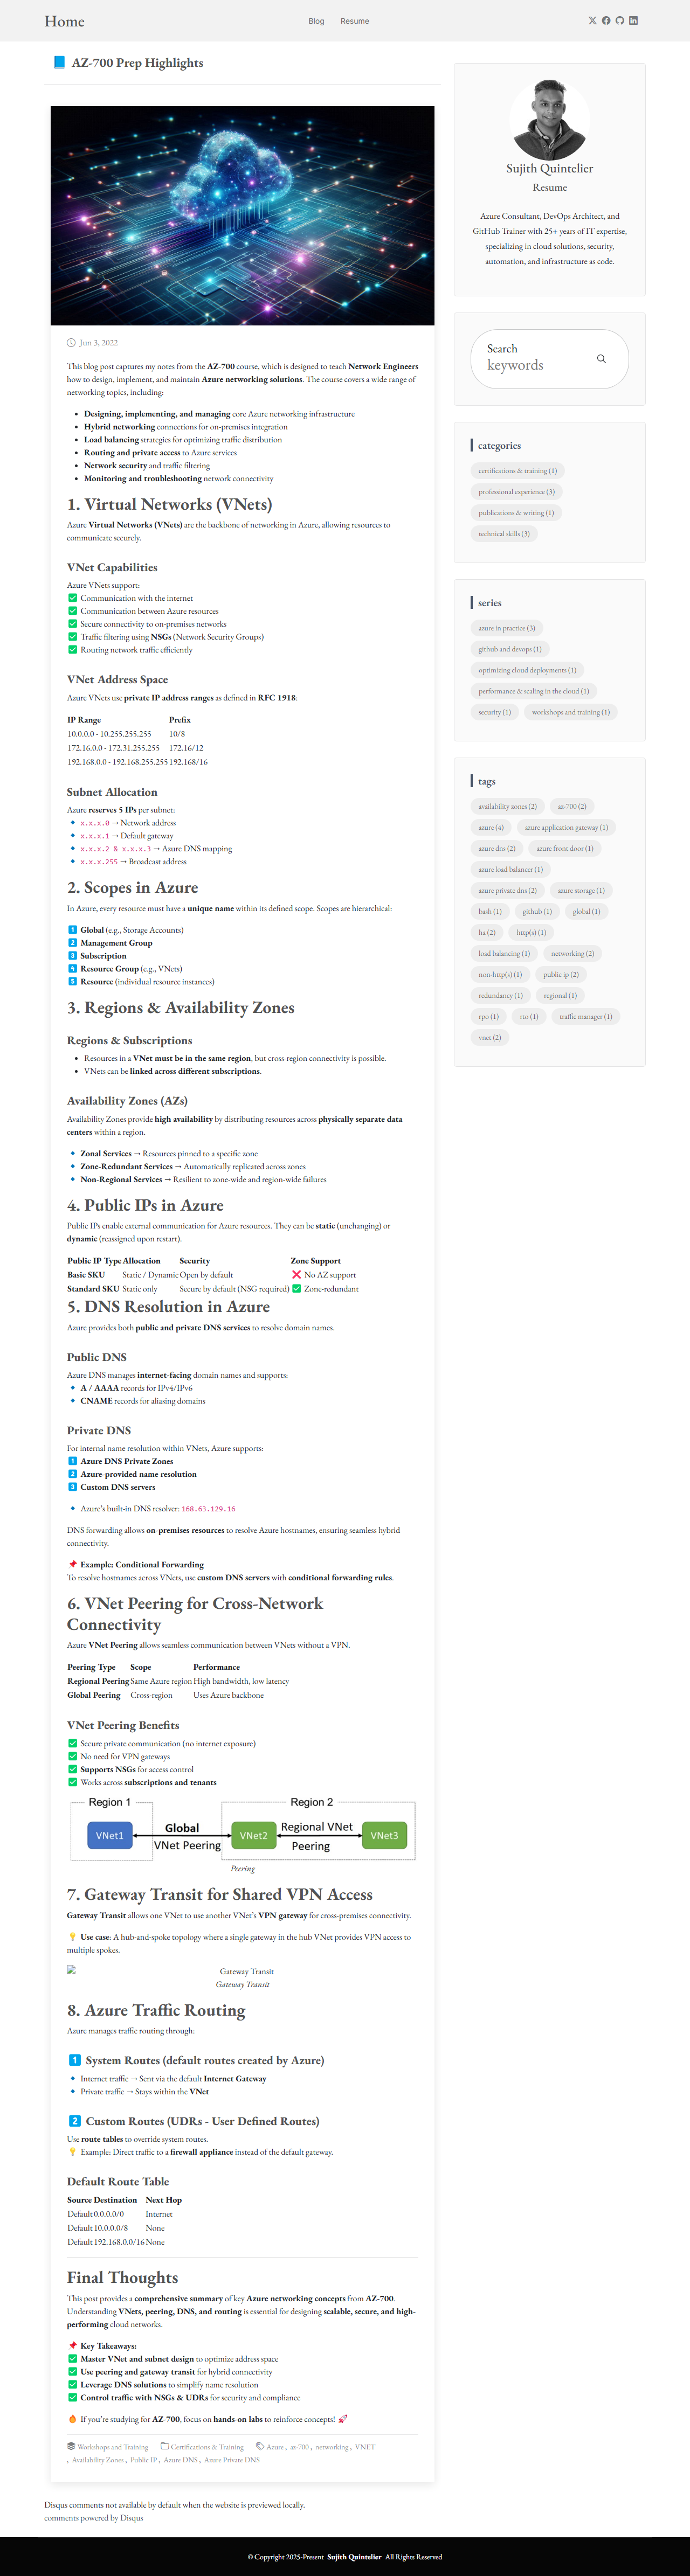 Home
Blog
Resume
📘 AZ-700 Prep Highlights
Jun 3, 2022
This blog post captures my notes from the AZ-700 course, which is designed to teach Network Engineers
how to design, implement, and maintain Azure networking solutions. The course covers a wide range of
networking topics, including:
• Designing, implementing, and managing core Azure networking infrastructure
• Hybrid networking connections for on-premises integration
• Load balancing strategies for optimizing traffic distribution
• Routing and private access to Azure services
• Network security and traffic filtering
• Monitoring and troubleshooting network connectivity
1. Virtual Networks (VNets)
Azure Virtual Networks (VNets) are the backbone of networking in Azure, allowing resources to
communicate securely.
VNet Capabilities
Azure VNets support:
✅ Communication with the internet
✅ Communication between Azure resources
✅ Secure connectivity to on-premises networks
✅ Traffic filtering using NSGs (Network Security Groups)
✅ Routing network traffic efficiently
VNet Address Space
Azure VNets use private IP address ranges as defined in RFC 1918:
IP Range Prefix
10.0.0.0 - 10.255.255.255 10/8
172.16.0.0 - 172.31.255.255 172.16/12
192.168.0.0 - 192.168.255.255 192.168/16
Subnet Allocation
Azure reserves 5 IPs per subnet:
🔹 x.x.x.0 → Network address
🔹 x.x.x.1 → Default gateway
🔹 x.x.x.2 & x.x.x.3 → Azure DNS mapping
🔹 x.x.x.255 → Broadcast address
2. Scopes in Azure
In Azure, every resource must have a unique name within its defined scope. Scopes are hierarchical:
1️⃣ Global (e.g., Storage Accounts)
2️⃣ Management Group
3️⃣ Subscription
4️⃣ Resource Group (e.g., VNets)
5️⃣ Resource (individual resource instances)
3. Regions & Availability Zones
Regions & Subscriptions
• Resources in a VNet must be in the same region, but cross-region connectivity is possible.
• VNets can be linked across different subscriptions.
Availability Zones (AZs)
Availability Zones provide high availability by distributing resources across physically separate data
centers within a region.
🔹 Zonal Services → Resources pinned to a specific zone
🔹 Zone-Redundant Services → Automatically replicated across zones
🔹 Non-Regional Services → Resilient to zone-wide and region-wide failures
4. Public IPs in Azure
Public IPs enable external communication for Azure resources. They can be static (unchanging) or
dynamic (reassigned upon restart).
Public IP Type Allocation Security Zone Support
Basic SKU Static / Dynamic Open by default ❌ No AZ support
Standard SKU Static only Secure by default (NSG required) ✅ Zone-redundant
5. DNS Resolution in Azure
Azure provides both public and private DNS services to resolve domain names.
Public DNS
Azure DNS manages internet-facing domain names and supports:
🔹 A / AAAA records for IPv4/IPv6
🔹 CNAME records for aliasing domains
Private DNS
For internal name resolution within VNets, Azure supports:
1️⃣ Azure DNS Private Zones
2️⃣ Azure-provided name resolution
3️⃣ Custom DNS servers
🔹 Azure's built-in DNS resolver: 168.63.129.16
DNS forwarding allows on-premises resources to resolve Azure hostnames, ensuring seamless hybrid
connectivity.
📌 Example: Conditional Forwarding
To resolve hostnames across VNets, use custom DNS servers with conditional forwarding rules.
6. VNet Peering for Cross-Network
Connectivity
Azure VNet Peering allows seamless communication between VNets without a VPN.
Peering Type Scope Performance
Regional Peering Same Azure region High bandwidth, low latency
Global Peering Cross-region Uses Azure backbone
VNet Peering Benefits
✅ Secure private communication (no internet exposure)
✅ No need for VPN gateways
✅ Supports NSGs for access control
✅ Works across subscriptions and tenants
Region 1
Region 2
VNet1
Global
VNet Peering
VNet2
Regional VNet
Peering
VNet3
Peering
7. Gateway Transit for Shared VPN Access
Gateway Transit allows one VNet to use another VNet's VPN gateway for cross-premises connectivity.
💡 Use case: A hub-and-spoke topology where a single gateway in the hub VNet provides VPN access to
multiple spokes.
Gateway Transit
Gateway Transit
8. Azure Traffic Routing
Azure manages traffic routing through:
1️⃣ System Routes (default routes created by Azure)
🔹 Internet traffic → Sent via the default Internet Gateway
🔹 Private traffic → Stays within the VNet
2️⃣ Custom Routes (UDRs - User Defined Routes)
Use route tables to override system routes.
💡 Example: Direct traffic to a firewall appliance instead of the default gateway.
Default Route Table
Source Destination Next Hop
Default 0.0.0.0/0 Internet
Default 10.0.0.0/8 None
Default 192.168.0.0/16 None
Final Thoughts
This post provides a comprehensive summary of key Azure networking concepts from AZ-700.
Understanding VNets, peering, DNS, and routing is essential for designing scalable, secure, and high-
performing cloud networks.
📌 Key Takeaways:
✅ Master VNet and subnet design to optimize address space
✅ Use peering and gateway transit for hybrid connectivity
✅ Leverage DNS solutions to simplify name resolution
✅ Control traffic with NSGs & UDRs for security and compliance
🔥 If you're studying for AZ-700, focus on hands-on labs to reinforce concepts! 🚀
Workshops and Training Certifications & Training Azure , az-700 , networking , VNET
, Availability Zones , Public IP , Azure DNS , Azure Private DNS
Disqus comments not available by default when the website is previewed locally.
comments powered by Disqus
Sujith Quintelier
Resume
Azure Consultant, DevOps Architect, and
GitHub Trainer with 25+ years of IT expertise,
specializing in cloud solutions, security,
automation, and infrastructure as code.
Search
keywords
categories
certifications & training (1)
professional experience (3)
publications & writing (1)
technical skills (3)
series
azure in practice (3)
github and devops (1)
optimizing cloud deployments (1)
performance & scaling in the cloud (1)
security (1) workshops and training (1)
tags
availability zones (2) az-700 (2)
azure (4) azure application gateway (1)
azure dns (2) azure front door (1)
azure load balancer (1)
azure private dns (2) azure storage (1)
bash (1) github (1) global (1)
ha (2) http(s) (1)
load balancing (1) networking (2)
non-http(s) (1) public ip (2)
redundancy (1) regional (1)
rpo (1) rto (1) traffic manager (1)
vnet (2)
© Copyright 2025-Present Sujith Quintelier All Rights Reserved